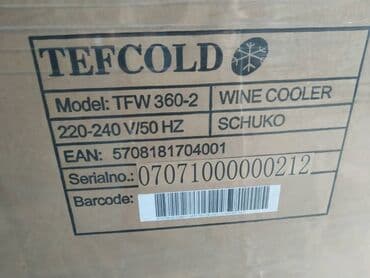 TEFCOLD
Model: TFW 360-2 WINE COOLER
220-240 V/50 HZ SCHUKO
EAN: 5708181704001
Serialno.: 07071000000212
Barcode: